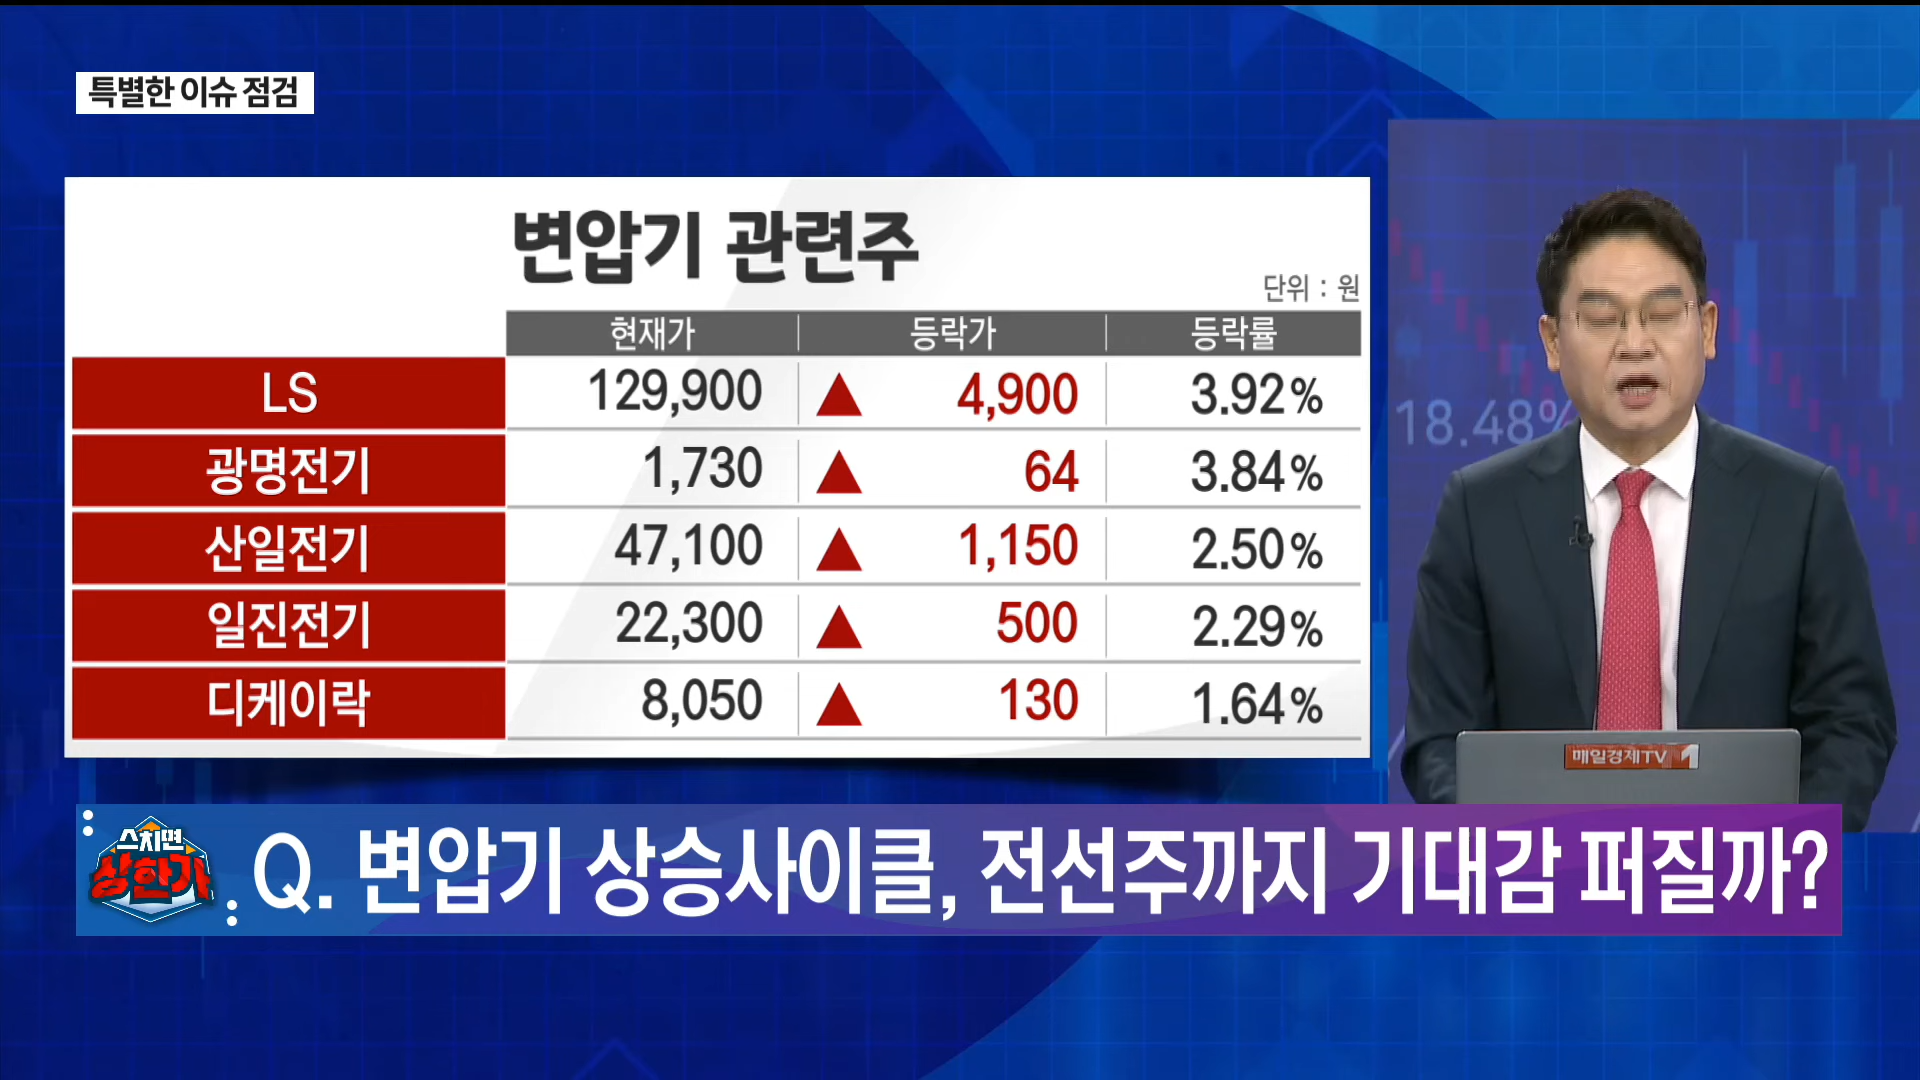 특별한 이슈 점검
변압기 관련주
단위 : 원
현재가 등락가 등락률
LS 129,900 ▲ 4,900 3.92%
광명전기 1,730 ▲ 64 3.84%
산일전기 47,100 ▲ 1,150 2.50%
일진전기 22,300 ▲ 500 2.29%
디케이락 8,050 ▲ 130 1.64%
18.48%
매일경제TV 1
스치면
상한가
Q. 변압기 상승사이클, 전선주까지 기대감 퍼질까?